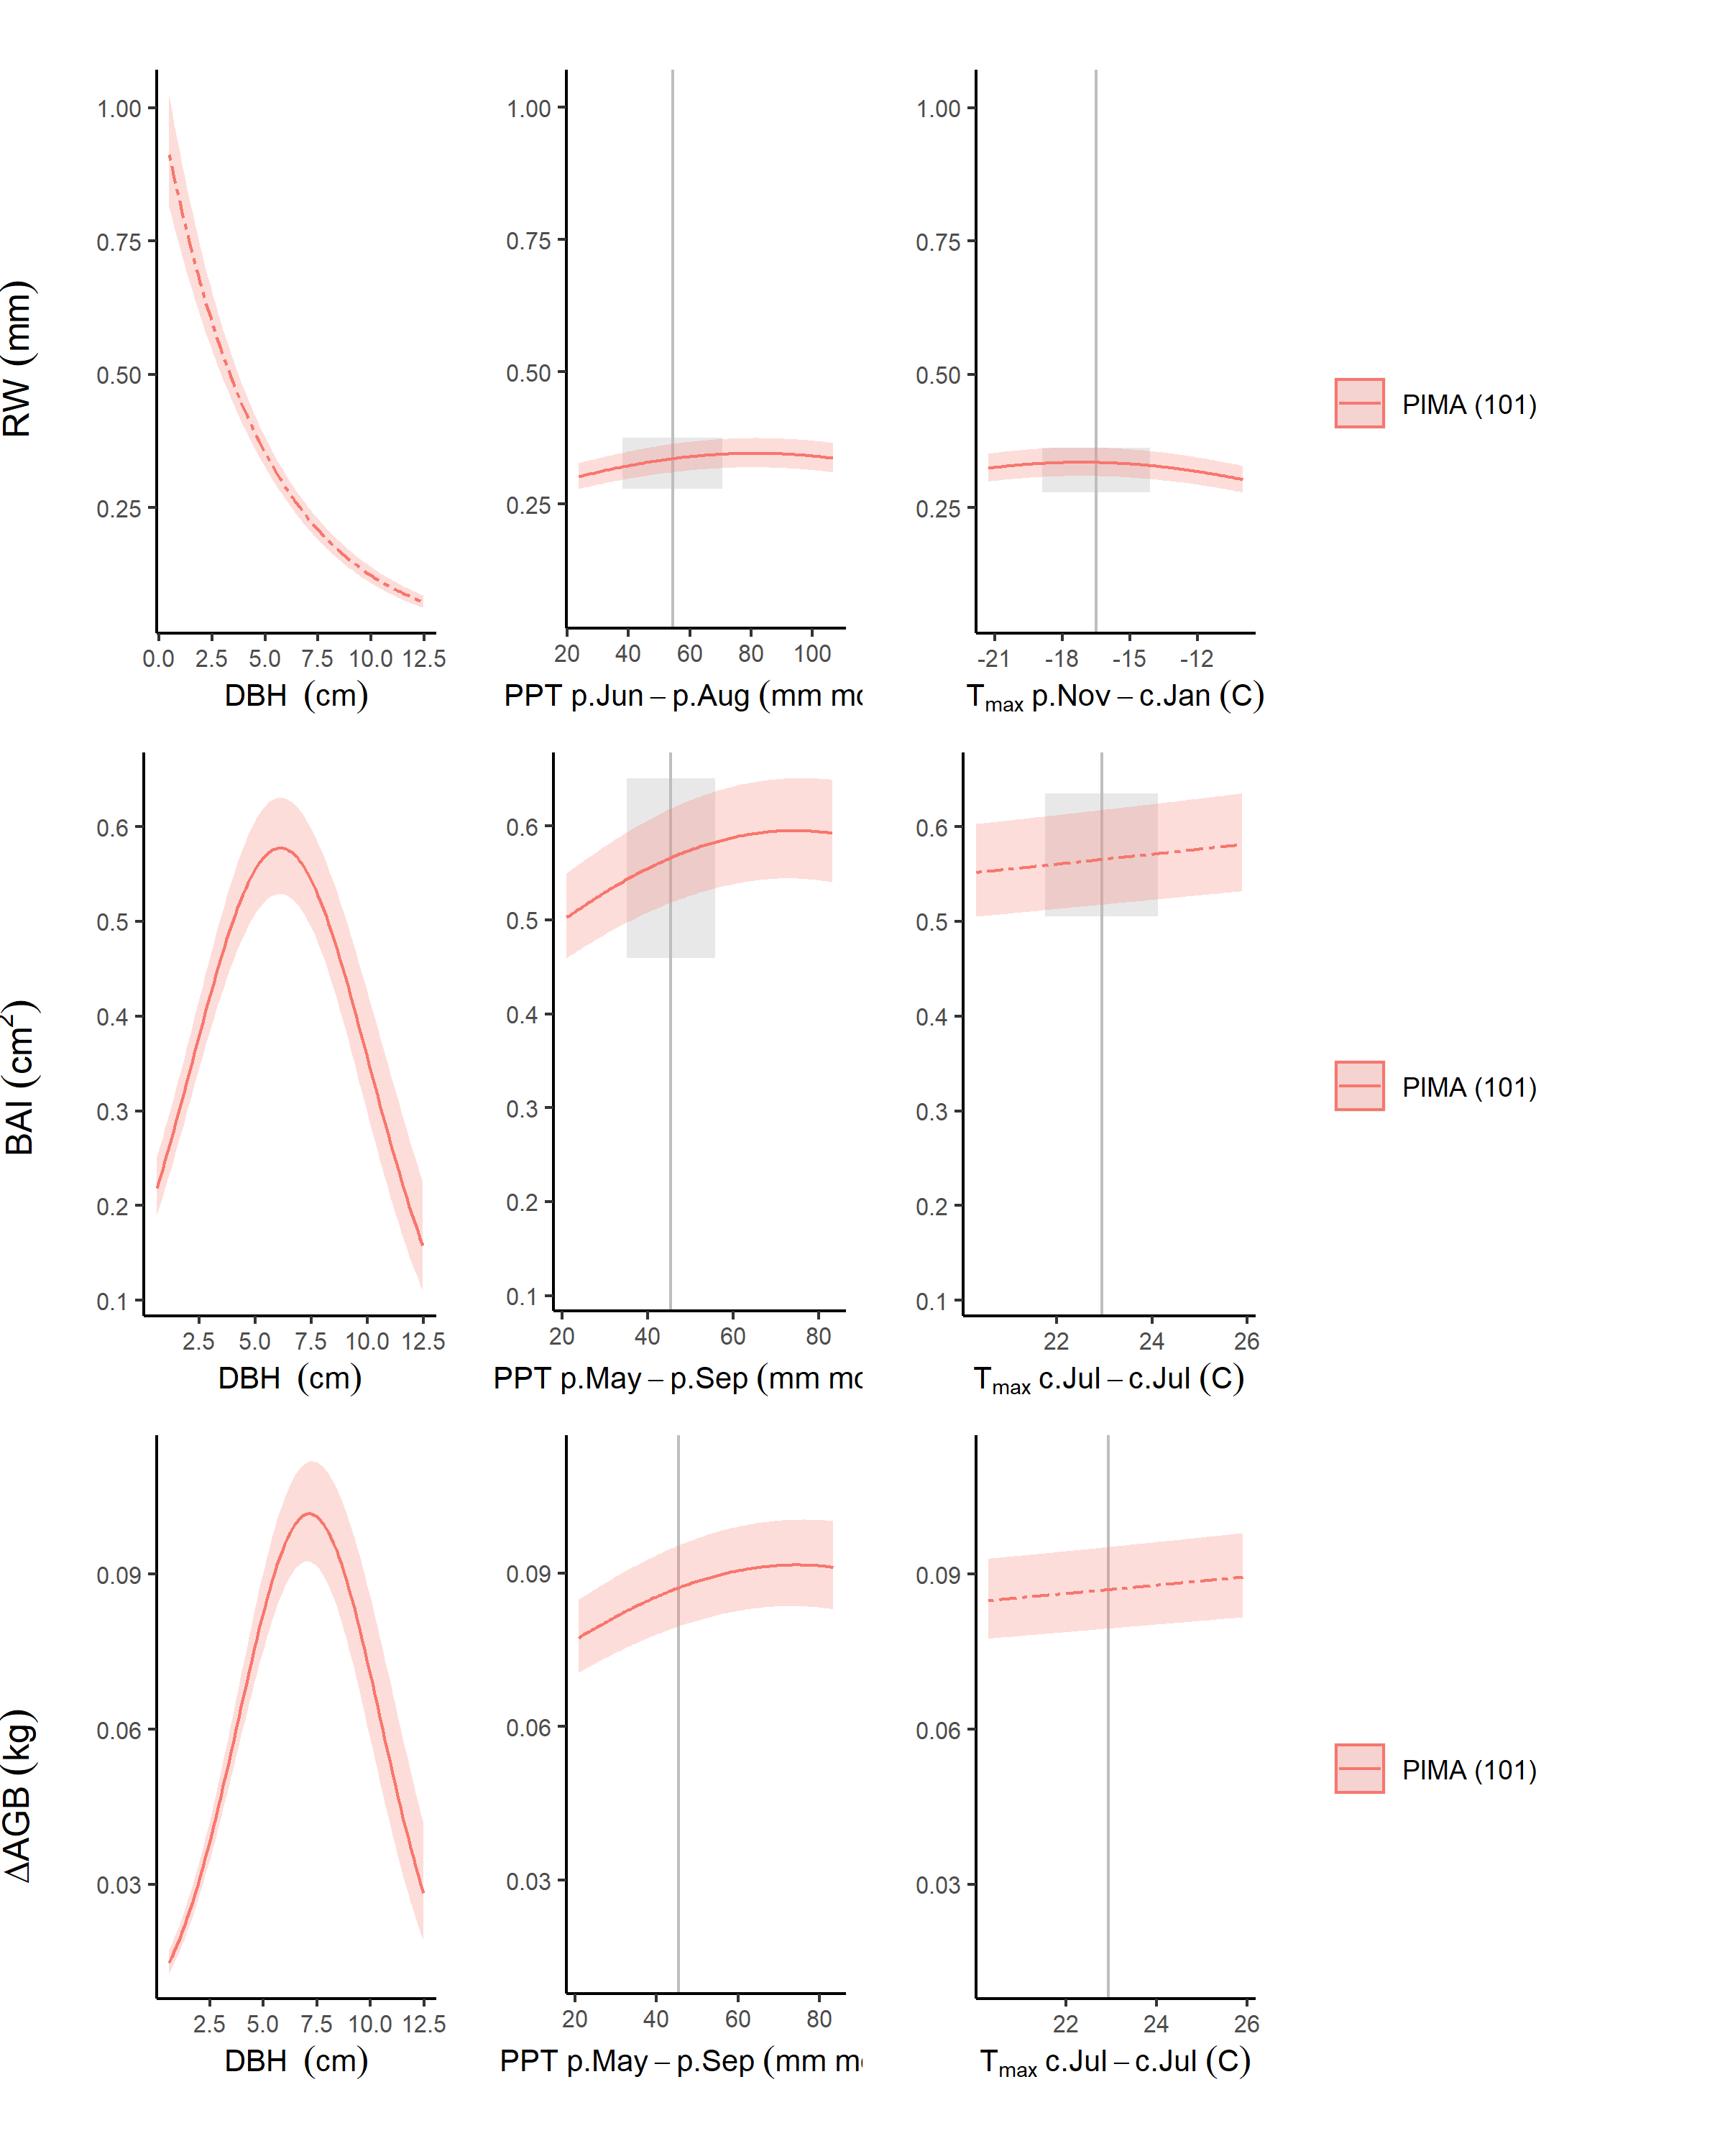 RW (mm)
1.00
0.75
0.50
0.25
0.0 2.5 5.0 7.5 10.0 12.5
DBH (cm)
1.00
0.75
0.50
0.25
20 40 60 80 100
PPT p.Jun – p.Aug (mm mo
1.00
0.75
0.50
0.25
-21 -18 -15 -12
Tmax p.Nov – c.Jan (C)
PIMA (101)
BAI (cm²)
0.6
0.5
0.4
0.3
0.2
0.1
2.5 5.0 7.5 10.0 12.5
DBH (cm)
0.6
0.5
0.4
0.3
0.2
0.1
20 40 60 80
PPT p.May – p.Sep (mm mo
0.6
0.5
0.4
0.3
0.2
0.1
22 24 26
Tmax c.Jul – c.Jul (C)
PIMA (101)
ΔAGB (kg)
0.09
0.06
0.03
2.5 5.0 7.5 10.0 12.5
DBH (cm)
0.09
0.06
0.03
20 40 60 80
PPT p.May – p.Sep (mm m
0.09
0.06
0.03
22 24 26
Tmax c.Jul – c.Jul (C)
PIMA (101)